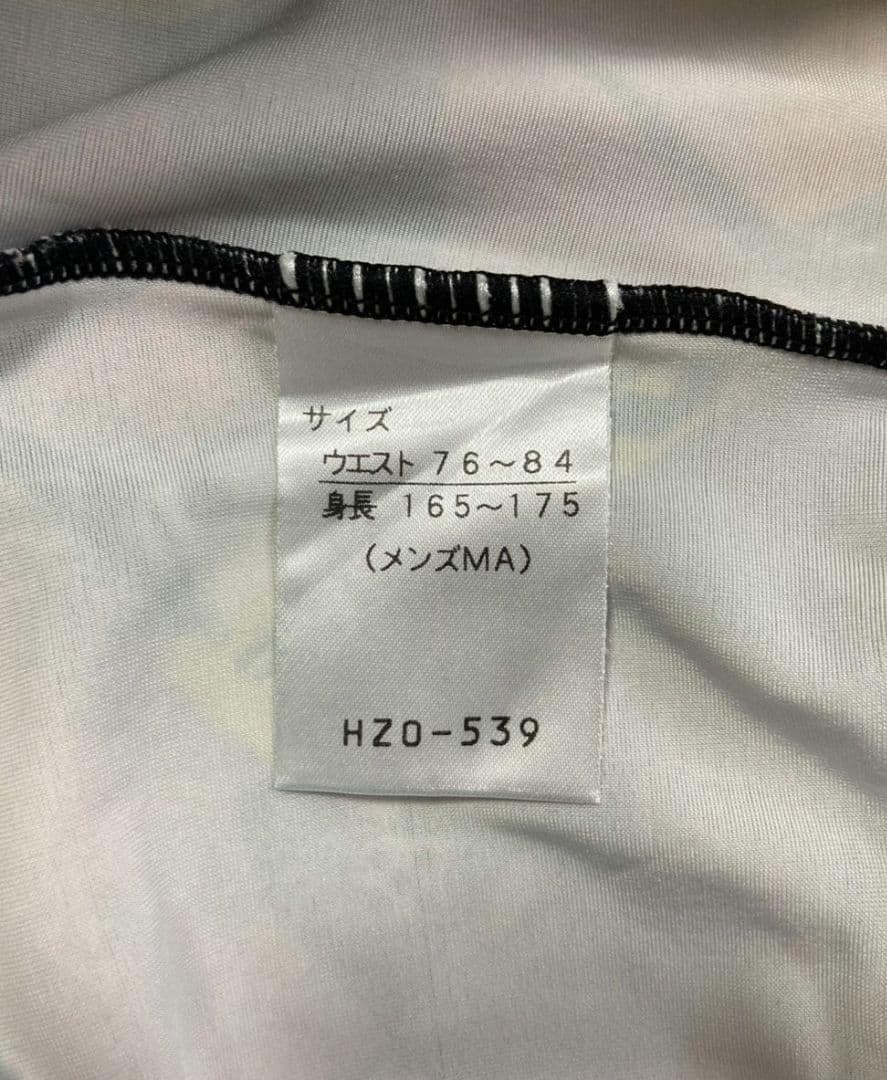 サイズ
ウエスト 76〜84
身長 165〜175
(メンズMA)
HZO-539